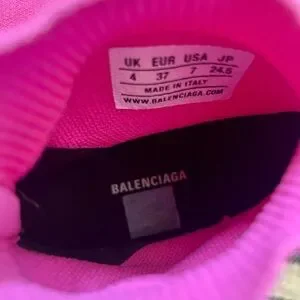 UK EUR USA JP
4 37 7 24.5
MADE IN ITALY
WWW.BALENCIAGA.COM
BALENCIAGA